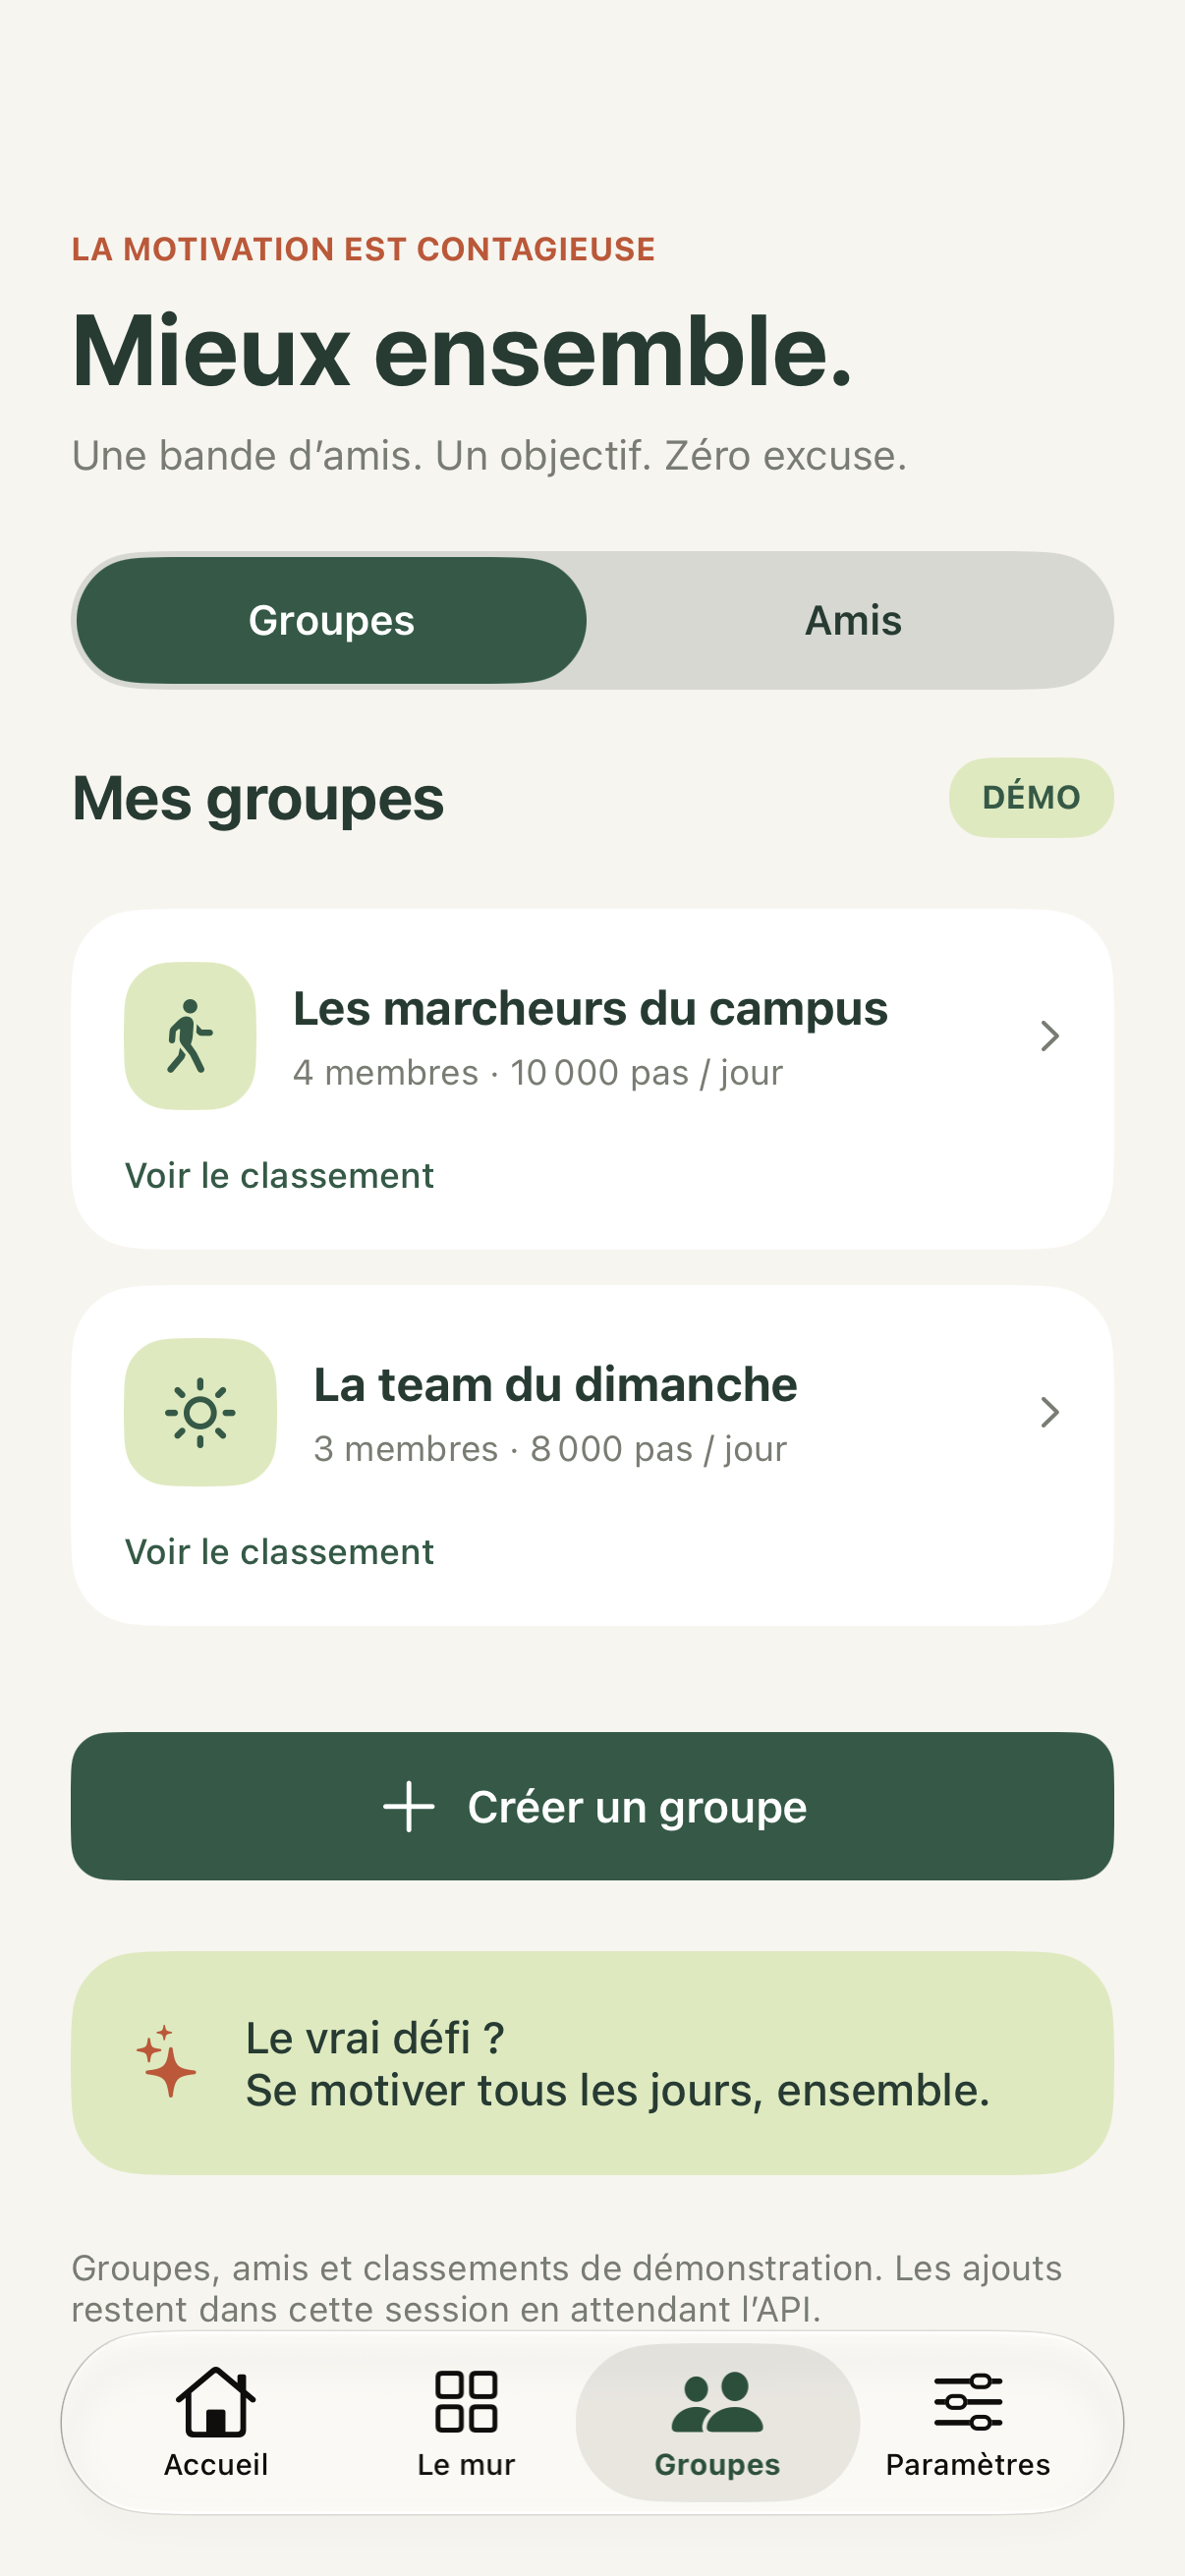 LA MOTIVATION EST CONTAGIEUSE
Mieux ensemble.
Une bande d’amis. Un objectif. Zéro excuse.
Groupes
Amis
Mes groupes
DÉMO
Les marcheurs du campus
4 membres · 10 000 pas / jour
Voir le classement
La team du dimanche
3 membres · 8 000 pas / jour
Voir le classement
Créer un groupe
Le vrai défi ?
Se motiver tous les jours, ensemble.
Groupes, amis et classements de démonstration. Les ajouts
restent dans cette session en attendant l’API.
Accueil
Le mur
Groupes
Paramètres